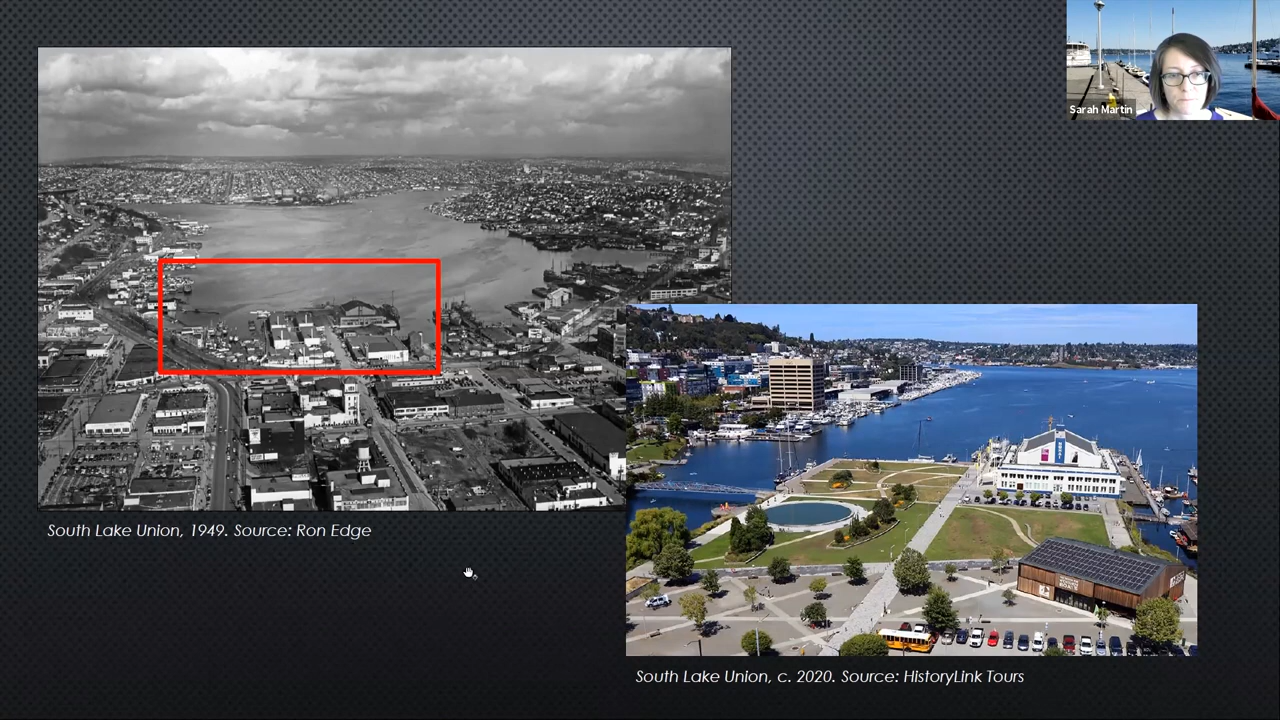 Sarah Martin
South Lake Union, 1949. Source: Ron Edge
South Lake Union, c. 2020. Source: HistoryLink Tours